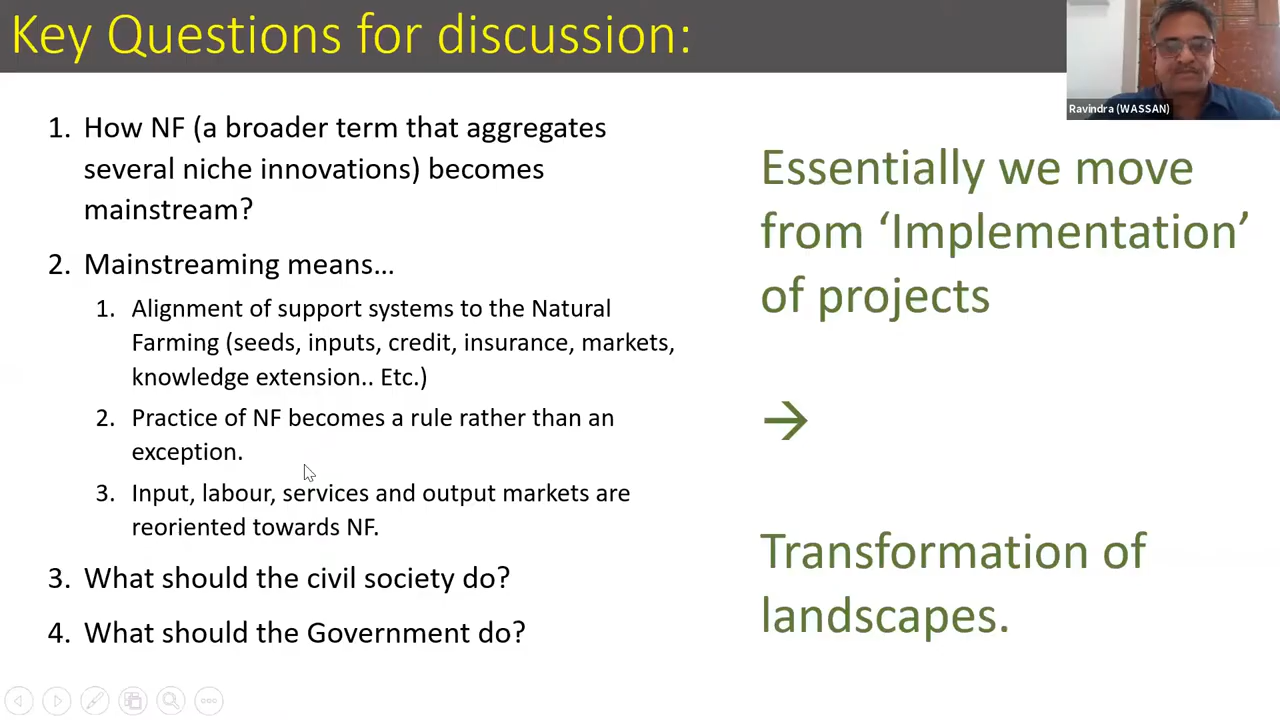 Key Questions for discussion:
Ravindra (WASSAN)
1. How NF (a broader term that aggregates
several niche innovations) becomes
mainstream?
2. Mainstreaming means…
1. Alignment of support systems to the Natural
Farming (seeds, inputs, credit, insurance, markets,
knowledge extension.. Etc.)
2. Practice of NF becomes a rule rather than an
exception.
3. Input, labour, services and output markets are
reoriented towards NF.
3. What should the civil society do?
4. What should the Government do?
Essentially we move
from ‘Implementation’
of projects
→
Transformation of
landscapes.